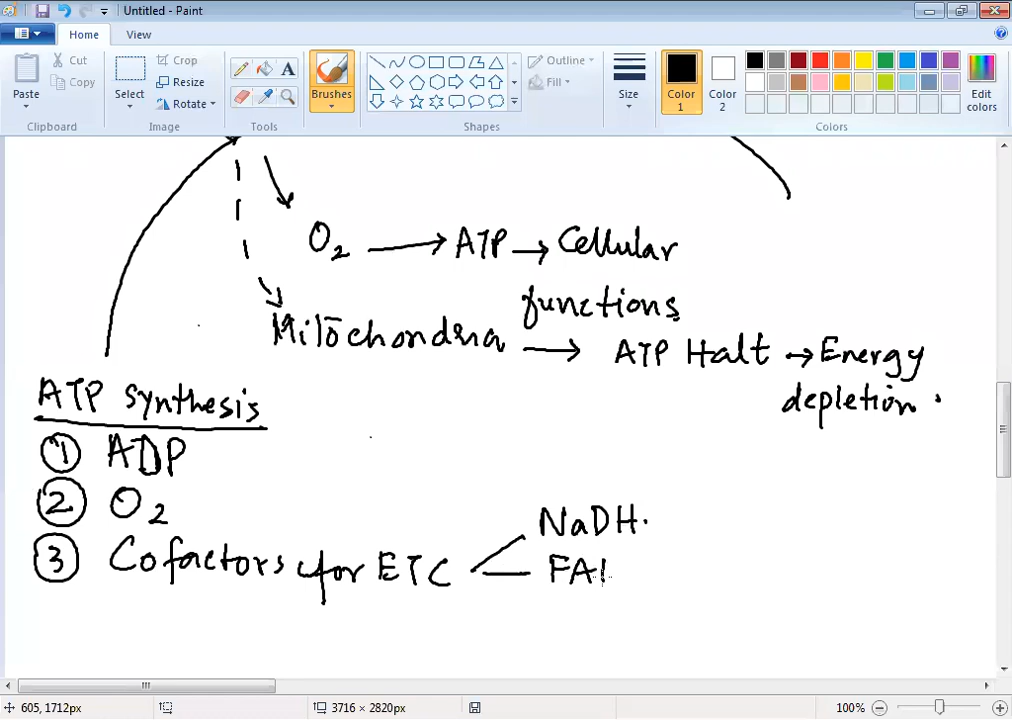 Untitled - Paint
Home View
Cut
Copy
Paste
Clipboard
Crop
Resize
Rotate
Select
Image
A
Tools
Brushes
Outline
Fill
Shapes
Size
Color 1
Color 2
Edit colors
Colors
O2 → ATP → Cellular
functions
Mitochondria → ATP Halt → Energy
depletion .
ATP synthesis
1 ADP
2 O2
3 Cofactors for ETC
NaDH.
FAI
605, 1712px
3716 × 2820px
100%